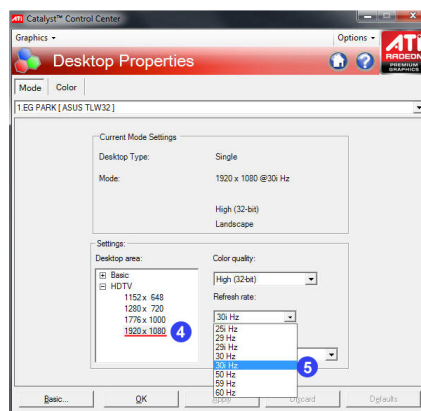 ATI Catalyst™ Control Center
Graphics
Options
ATI
RADEON
PREMIUM
GRAPHICS
Desktop Properties
Mode
Color
1.EG PARK [ ASUS TLW32 ]
Current Mode Settings
Desktop Type: Single
Mode: 1920 x 1080 @30i Hz
High (32-bit)
Landscape
Settings:
Desktop area:
Color quality:
Basic
High (32-bit)
HDTV
Refresh rate:
1152x 648
1280x 720
30i Hz
1776 x 1000
1920 x 1080
4
25i Hz
29 Hz
29i Hz
30 Hz
30i Hz
5
50 Hz
59 Hz
60 Hz
Basic...
OK
Apply
Discard
Defaults